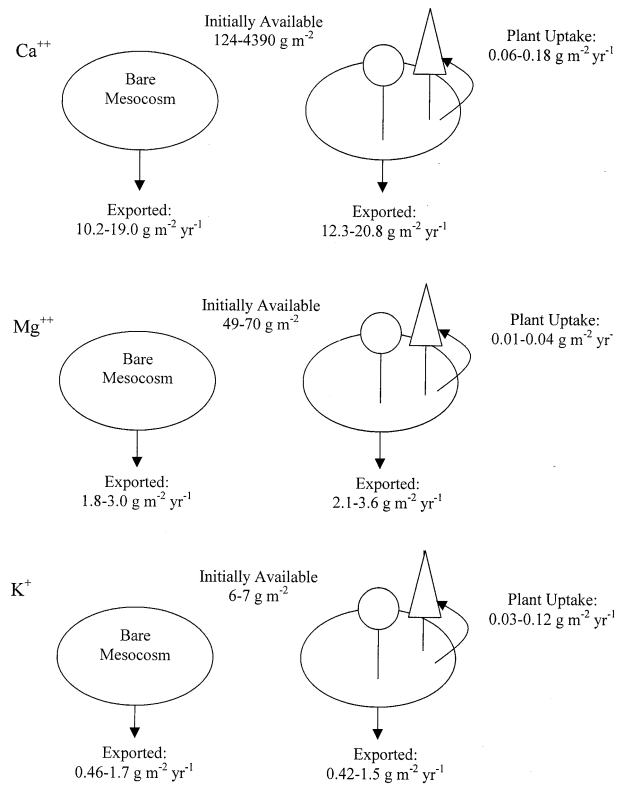 Ca++
Initially Available
124-4390 g m-2
Plant Uptake:
0.06-0.18 g m-2 yr-1
Bare
Mesocosm
Exported:
10.2-19.0 g m-2 yr-1
Exported:
12.3-20.8 g m-2 yr-1
Mg++
Initially Available
49-70 g m-2
Plant Uptake:
0.01-0.04 g m-2 yr-
Bare
Mesocosm
Exported:
1.8-3.0 g m-2 yr-1
Exported:
2.1-3.6 g m-2 yr-1
K+
Initially Available
6-7 g m-2
Plant Uptake:
0.03-0.12 g m-2 yr-1
Bare
Mesocosm
Exported:
0.46-1.7 g m-2 yr-1
Exported:
0.42-1.5 g m-2 yr-1